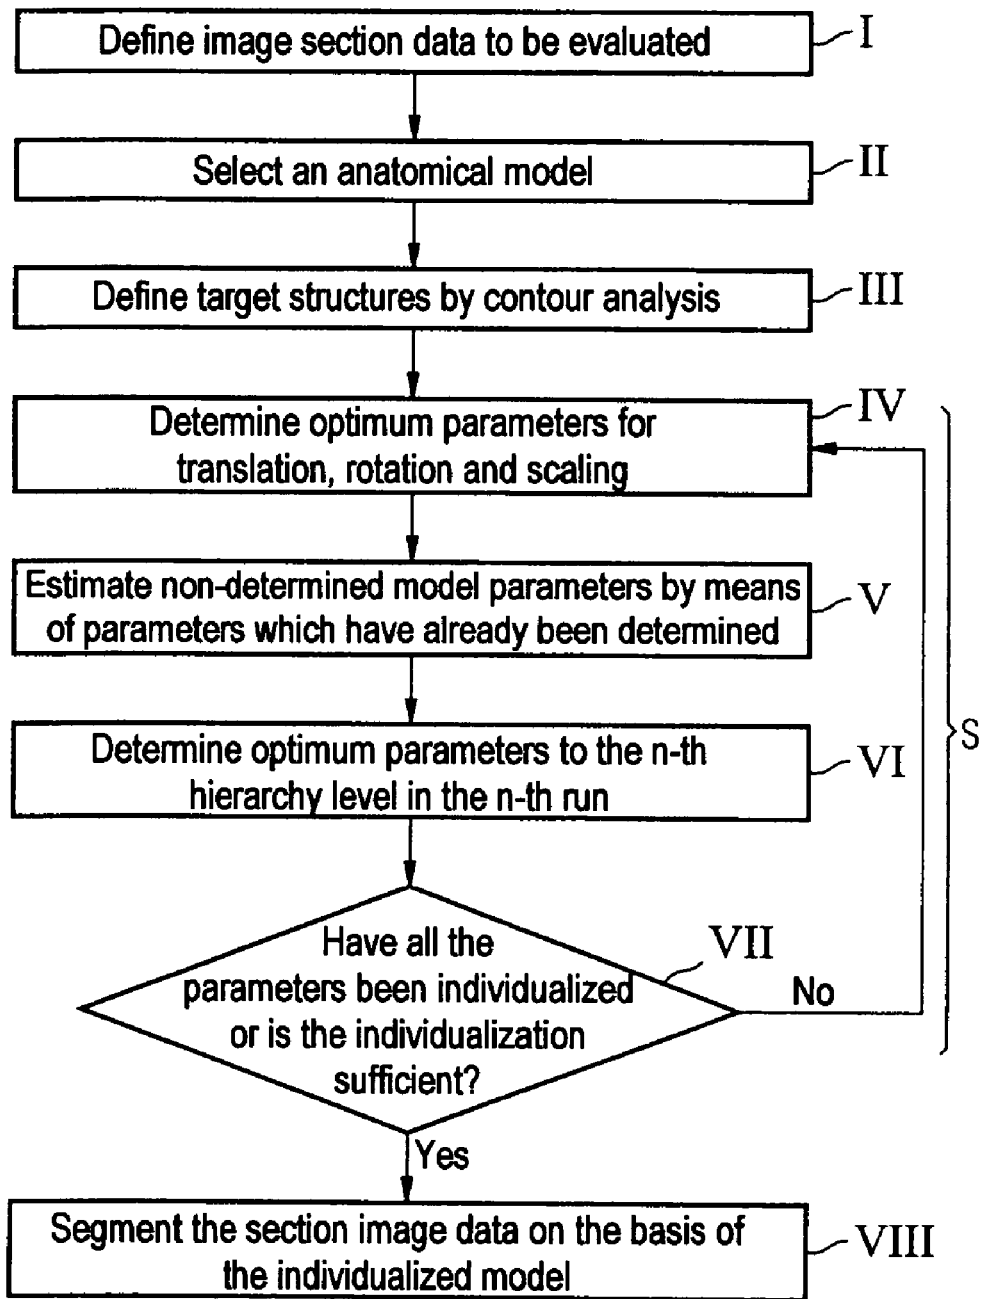 Define image section data to be evaluated
I
Select an anatomical model
II
Define target structures by contour analysis
III
Determine optimum parameters for
translation, rotation and scaling
IV
Estimate non-determined model parameters by means
of parameters which have already been determined
V
Determine optimum parameters to the n-th
hierarchy level in the n-th run
VI
S
Have all the
parameters been individualized
or is the individualization
sufficient?
VII
No
Yes
Segment the section image data on the basis of
the individualized model
VIII